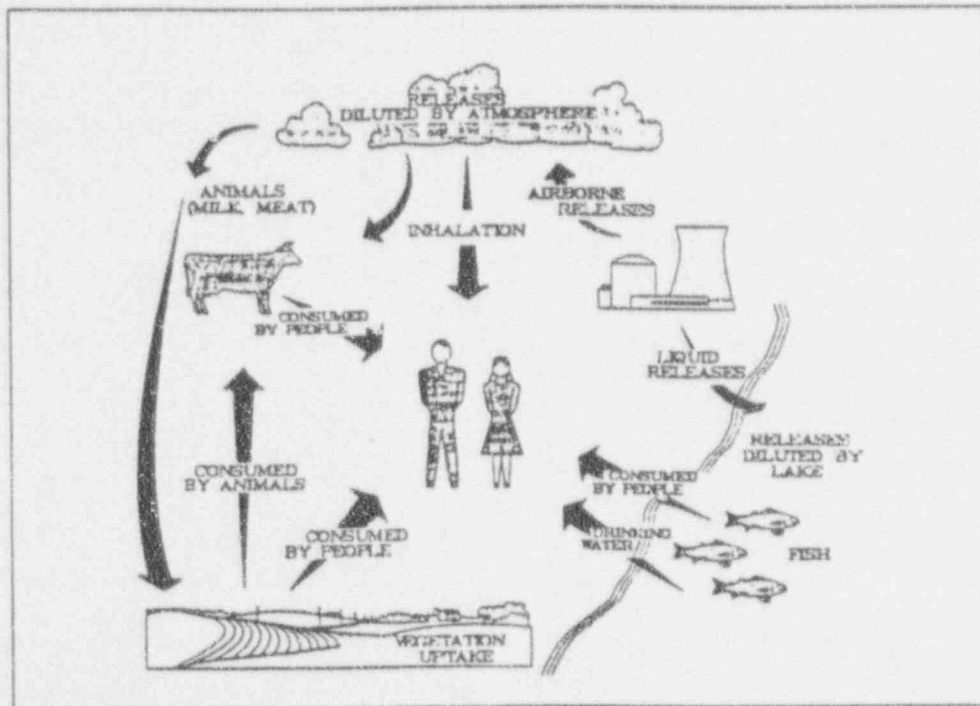 RELEASES
DILUTED BY ATMOSPHERE
ANIMALS
(MILK, MEAT)
INHALATION
AIRBORNE
RELEASES
CONSUMED
BY PEOPLE
LIQUID
RELEASES
RELEASES
DILUTED BY
LAKE
CONSUMED
BY ANIMALS
CONSUMED
BY PEOPLE
CONSUMED
BY PEOPLE
DRINKING
WATER
FISH
VEGETATION
UPTAKE